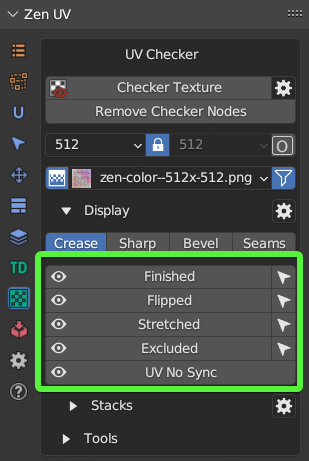 Zen UV
UV Checker
Checker Texture
Remove Checker Nodes
512 512 O
zen-color--512x-512.png
Display
Crease Sharp Bevel Seams
Finished
Flipped
Stretched
TD
Excluded
UV No Sync
Stacks
Tools